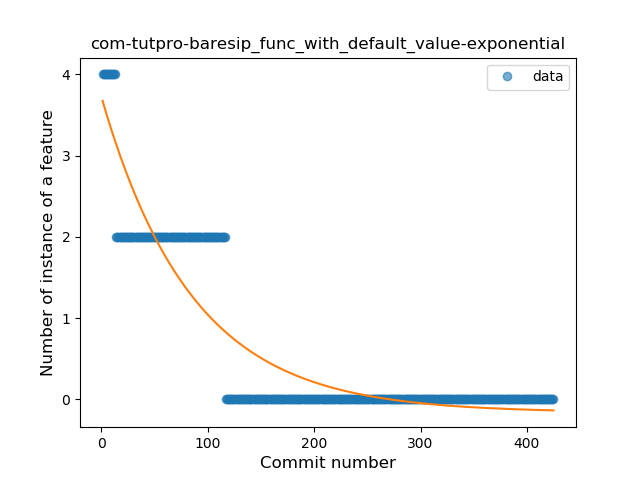 com-tutpro-baresip_func_with_default_value-exponential
data
Number of instance of a feature
4
3
2
1
0
0 100 200 300 400
Commit number